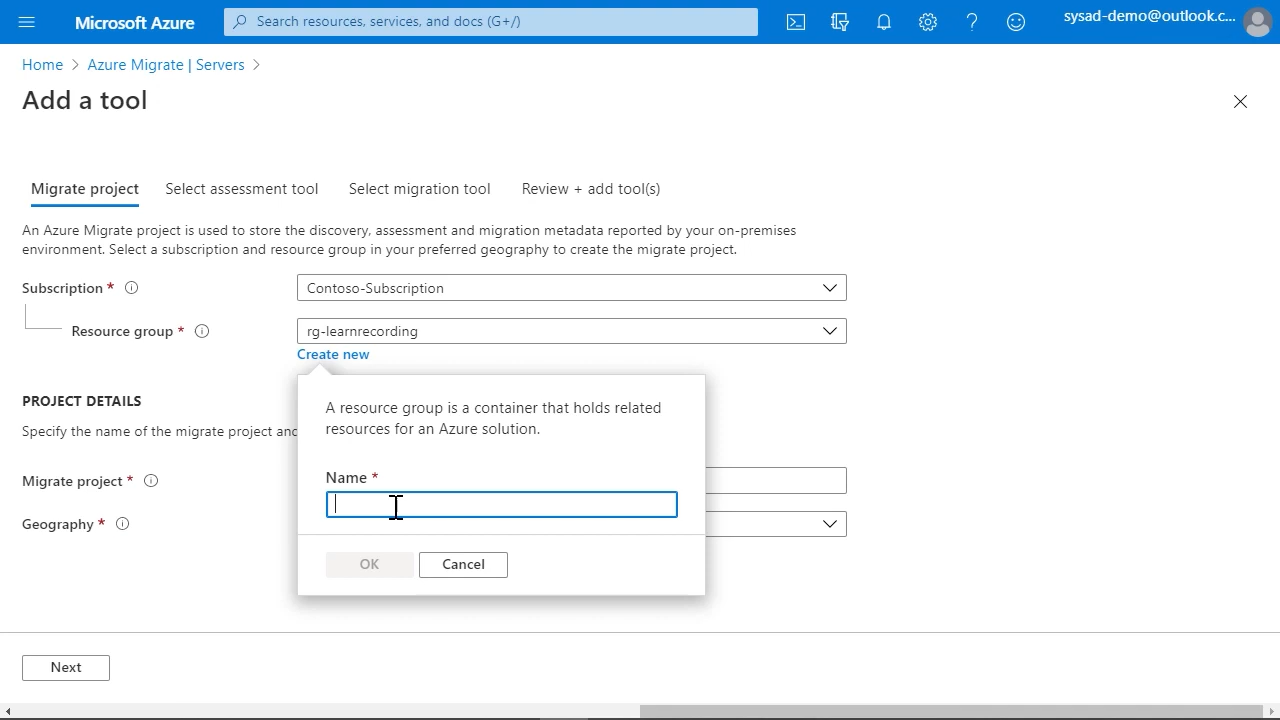 Microsoft Azure
Search resources, services, and docs (G+/)
sysad-demo@outlook.c...
Home > Azure Migrate | Servers >
Add a tool
Migrate project Select assessment tool Select migration tool Review + add tool(s)
An Azure Migrate project is used to store the discovery, assessment and migration metadata reported by your on-premises
environment. Select a subscription and resource group in your preferred geography to create the migrate project.
Subscription *
Contoso-Subscription
Resource group *
rg-learnrecording
Create new
A resource group is a container that holds related
resources for an Azure solution.
Name *
OK
Cancel
PROJECT DETAILS
Specify the name of the migrate project and
Migrate project *
Geography *
Next